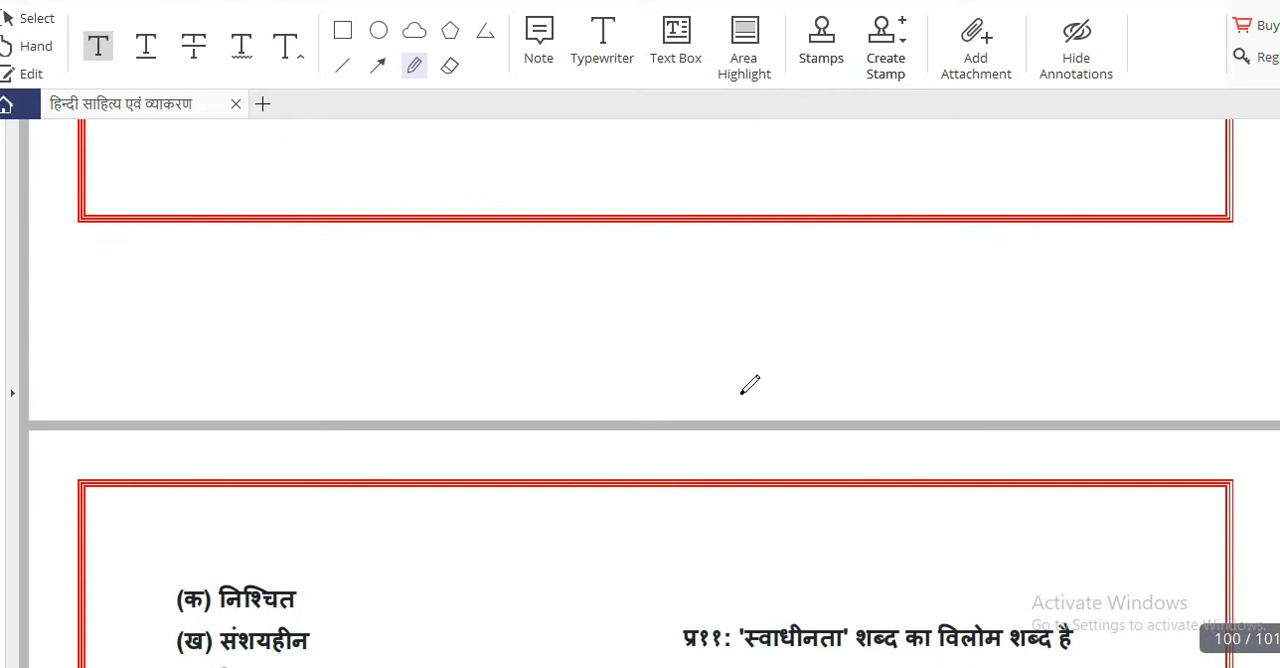 Select
Hand
Edit
Note
Typewriter
Text Box
Area
Highlight
Stamps
Create
Stamp
Add
Attachment
Hide
Annotations
Buy
हिन्दी साहित्य एवं व्याकरण
(क) निश्चित
(ख) संशयहीन
प्र११: 'स्वाधीनता' शब्द का विलोम शब्द है
Activate Windows
Go to Settings to activate Windows.
100 / 101